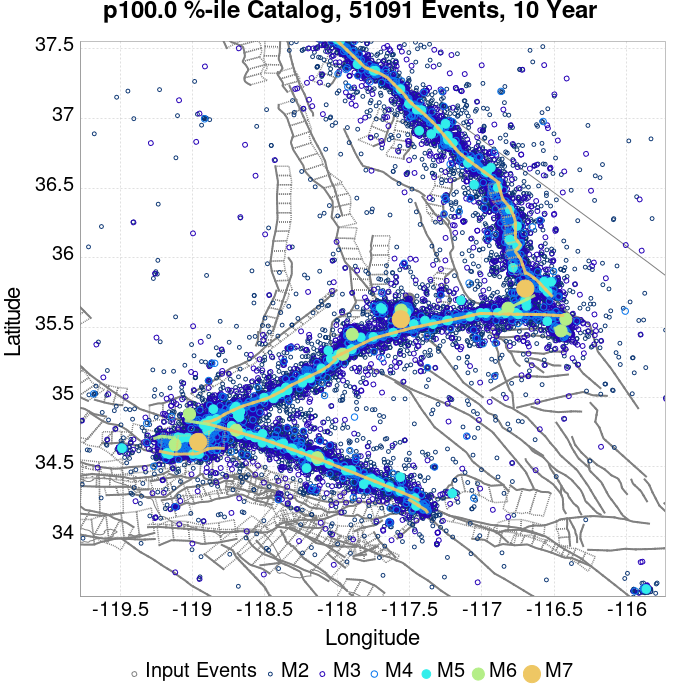 p100.0 %-ile Catalog, 51091 Events, 10 Year
37.5
37
36.5
36
35.5
35
34.5
34
Latitude
-119.5 -119 -118.5 -118 -117.5 -117 -116.5 -116
Longitude
Input Events M2 M3 M4 M5 M6 M7